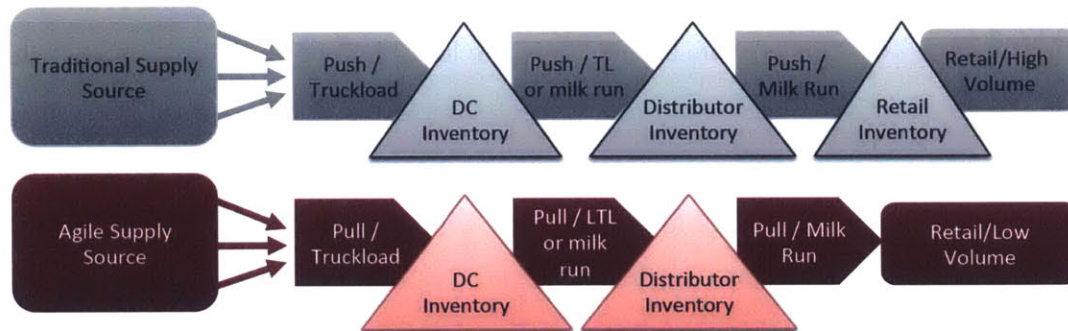 Traditional Supply
Source
Push /
Truckload
DC
Inventory
Push / TL
or milk run
Distributor
Inventory
Push /
Milk Run
Retail
Inventory
Retail/High
Volume
Agile Supply
Source
Pull /
Truckload
DC
Inventory
Pull / LTL
or milk
run
Distributor
Inventory
Pull / Milk
Run
Retail/Low
Volume